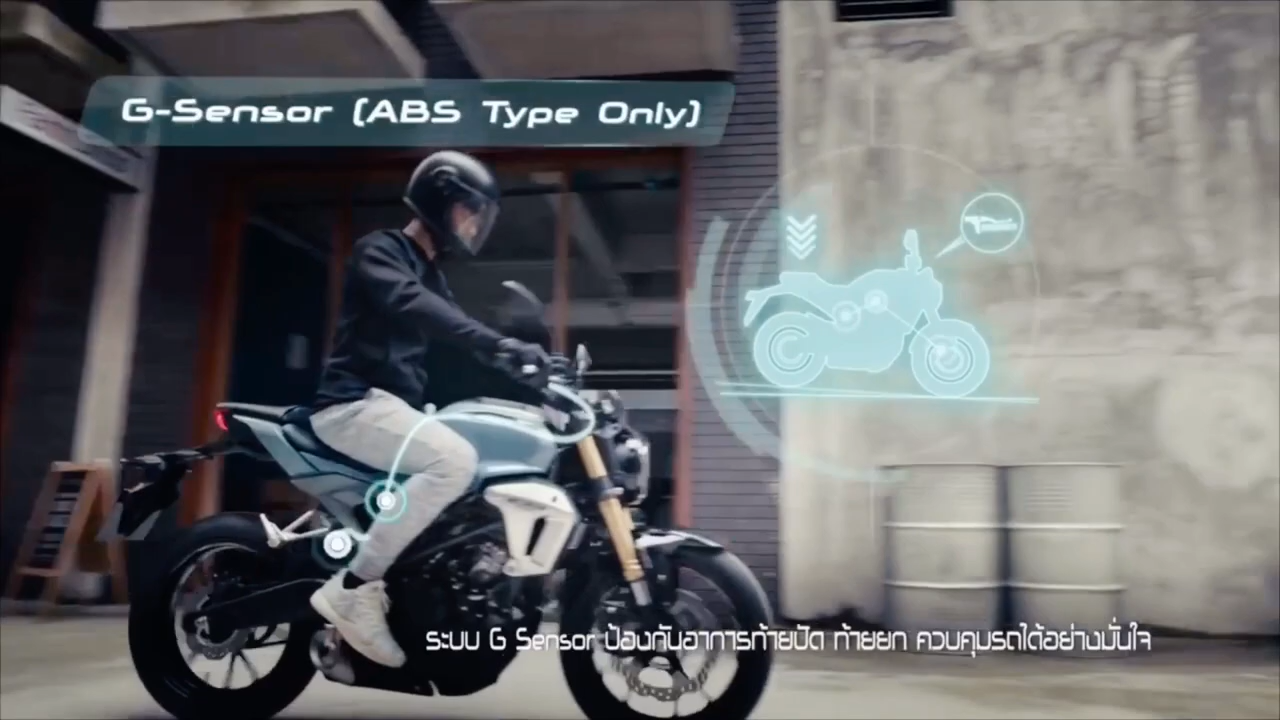 G-Sensor (ABS Type Only)
ระบบ G Sensor ป้องกันอาการท้ายปัด ท้ายยก ควบคุมรถได้อย่างมั่นใจ